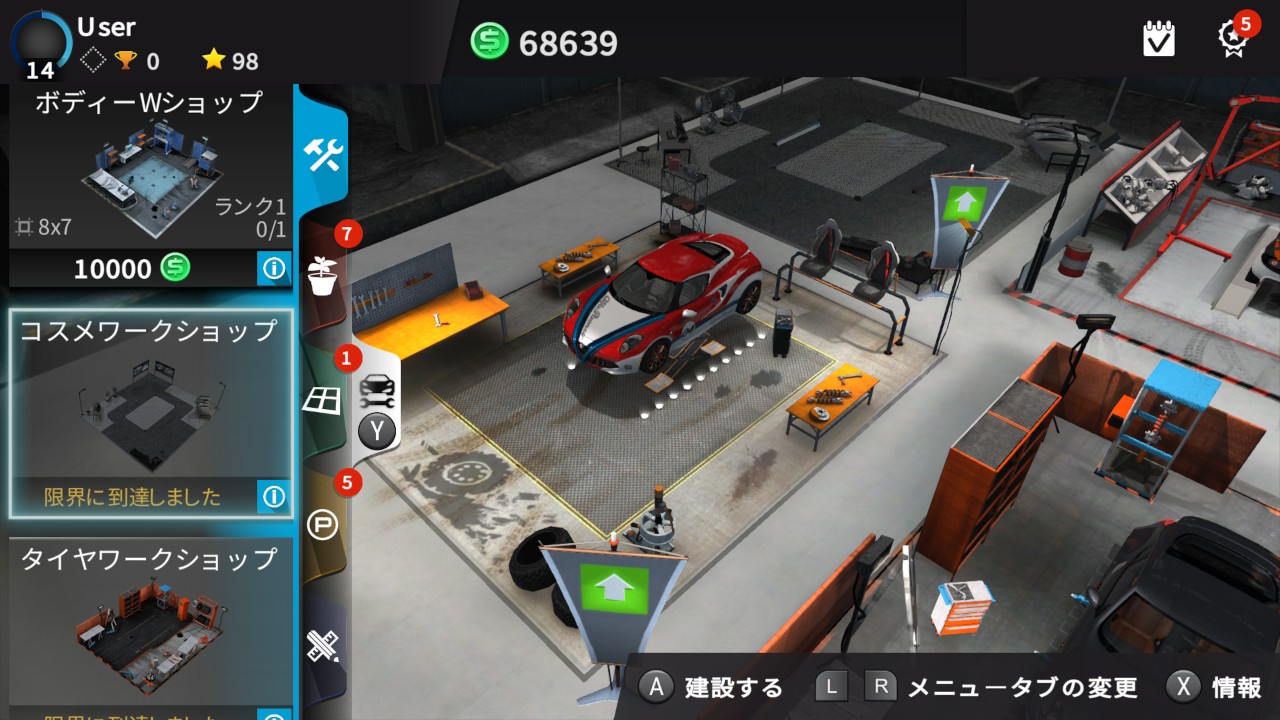 User
14
0
98
68639
5
ボディーWショップ
8x7
ランク1
0/1
10000
コスメワークショップ
限界に到達しました
タイヤワークショップ
7
1
Y
5
P
A 建設する L R メニュータブの変更 X 情報